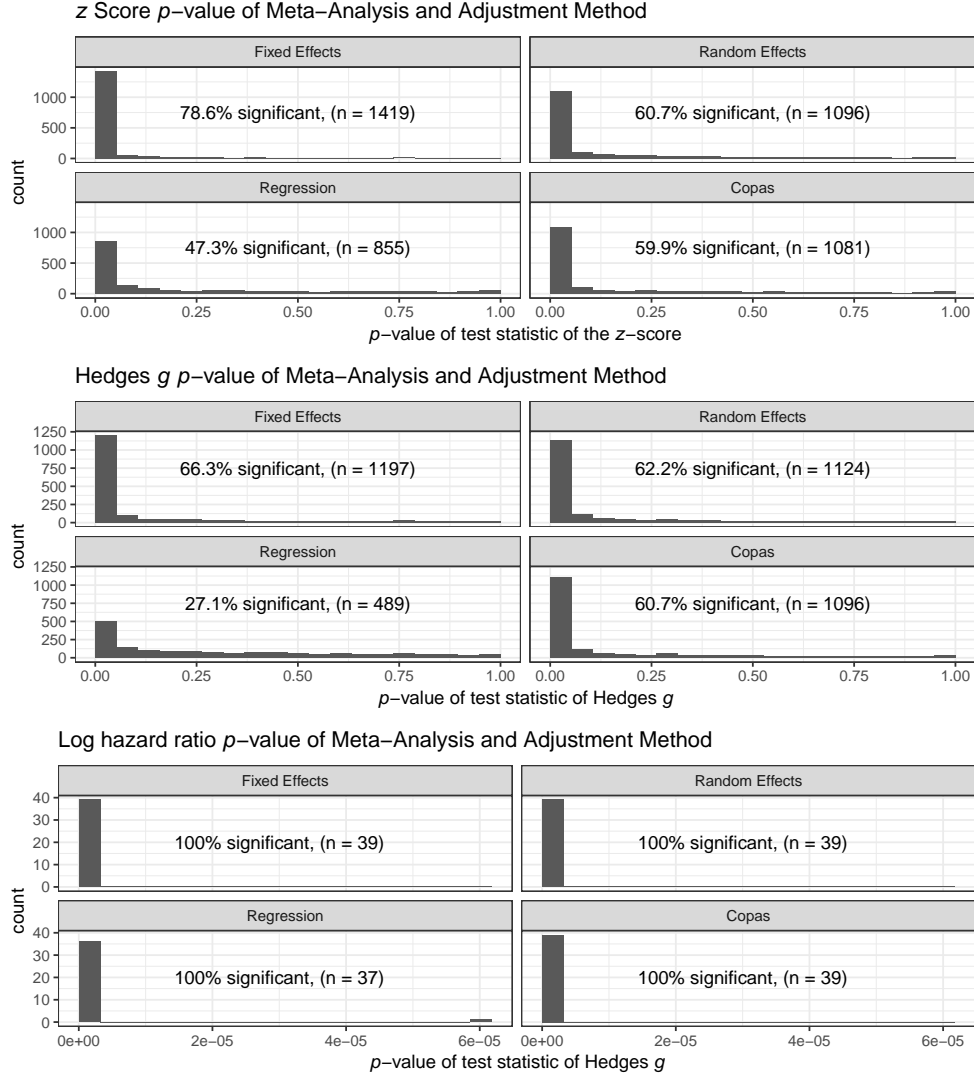 z Score p−value of Meta−Analysis and Adjustment Method
Fixed Effects
Random Effects
78.6% significant, (n = 1419)
60.7% significant, (n = 1096)
1000
500
0
Regression
Copas
47.3% significant, (n = 855)
59.9% significant, (n = 1081)
1000
500
0
count
0.00 0.25 0.50 0.75 1.00
0.00 0.25 0.50 0.75 1.00
p−value of test statistic of the z−score
Hedges g p−value of Meta−Analysis and Adjustment Method
Fixed Effects
Random Effects
66.3% significant, (n = 1197)
62.2% significant, (n = 1124)
1250
1000
750
500
250
0
Regression
Copas
27.1% significant, (n = 489)
60.7% significant, (n = 1096)
1250
1000
750
500
250
0
count
0.00 0.25 0.50 0.75 1.00
0.00 0.25 0.50 0.75 1.00
p−value of test statistic of Hedges g
Log hazard ratio p−value of Meta−Analysis and Adjustment Method
Fixed Effects
Random Effects
100% significant, (n = 39)
100% significant, (n = 39)
40
30
20
10
0
Regression
Copas
100% significant, (n = 37)
100% significant, (n = 39)
40
30
20
10
0
count
0e+00 2e−05 4e−05 6e−05
0e+00 2e−05 4e−05 6e−05
p−value of test statistic of Hedges g